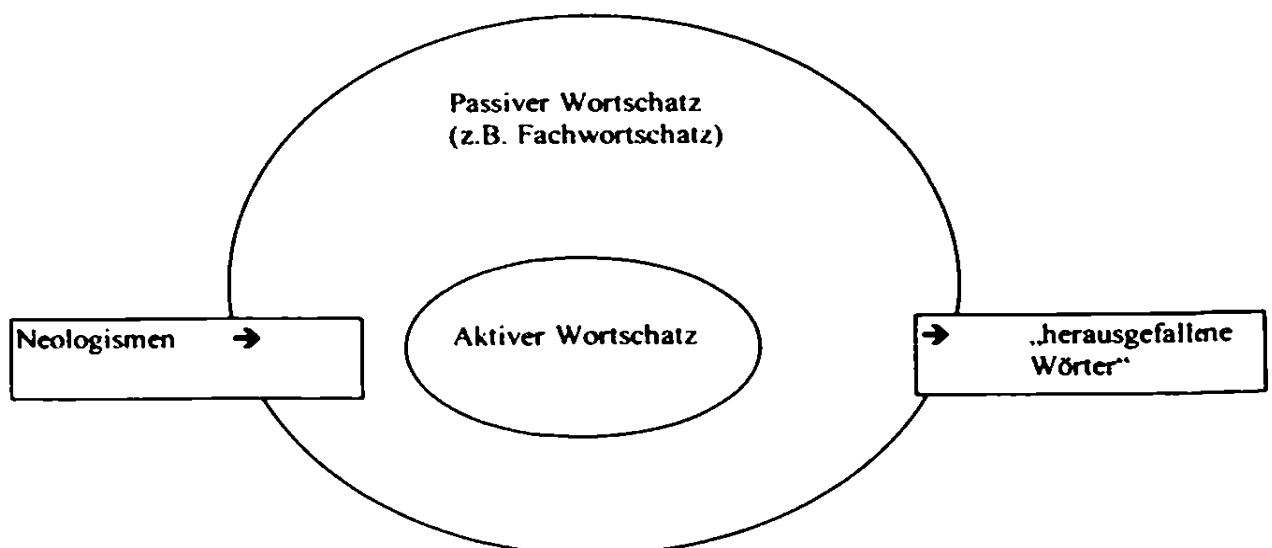 Passiver Wortschatz
(z.B. Fachwortschatz)
Neologismen →
Aktiver Wortschatz
→ „herausgefallene
Wörter“